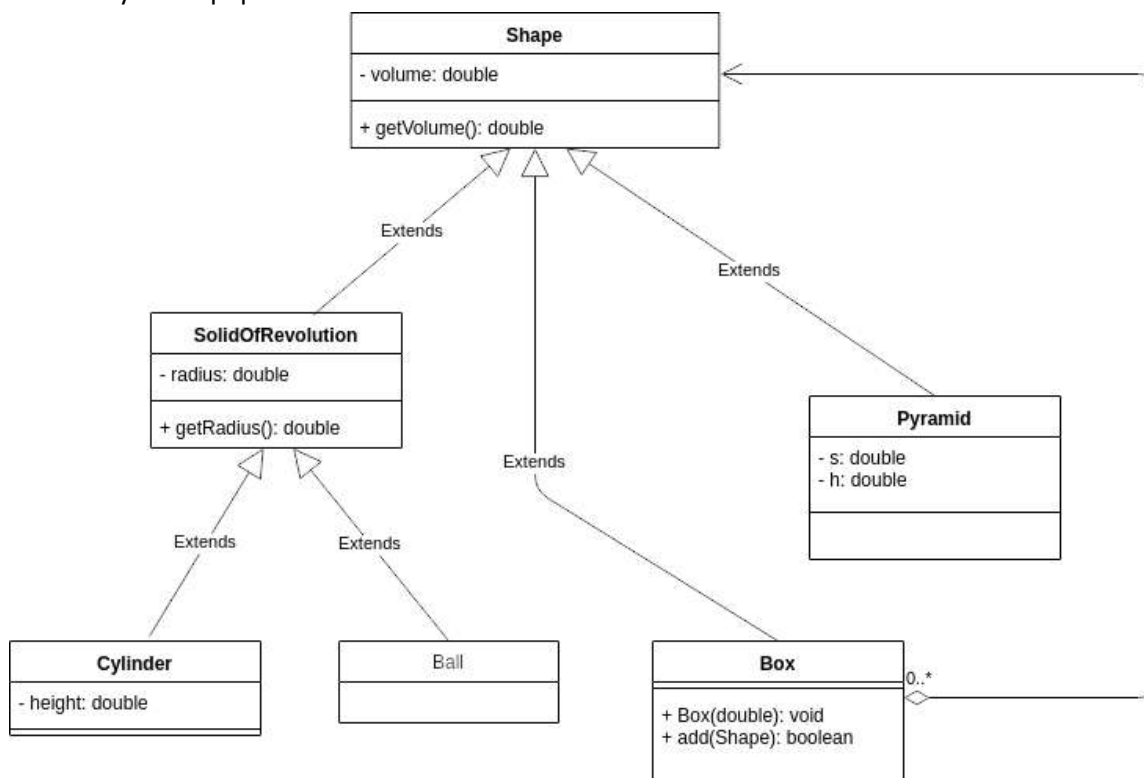 Shape
- volume: double
+ getVolume(): double
Extends
Extends
SolidOfRevolution
- radius: double
+ getRadius(): double
Pyramid
- s: double
- h: double
Extends
Extends
Extends
Cylinder
- height: double
Ball
Box
0..*
+ Box(double): void
+ add(Shape): boolean